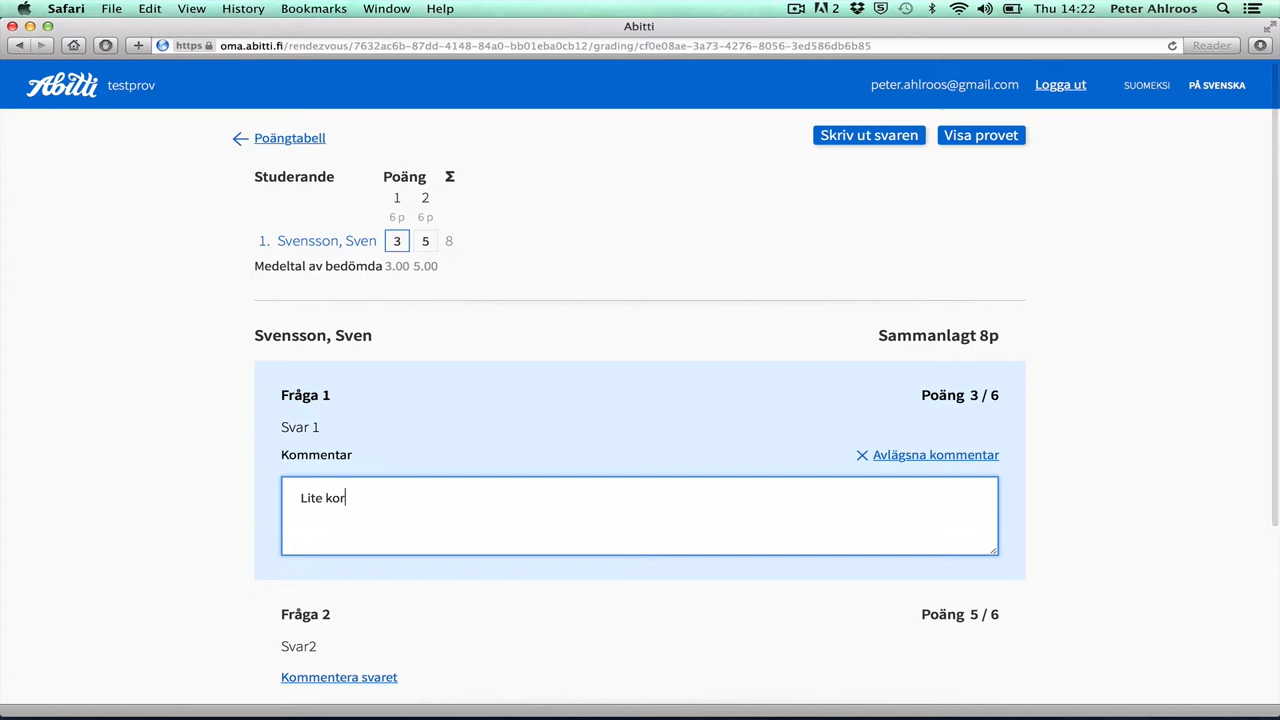 Safari File Edit View History Bookmarks Window Help 2 5 Thu 14:22 Peter Ahlroos
Abitti
https oma.abitti.fi/rendezvous/7632ac6b-87dd-4148-84a0-bb01eba0cb12/grading/cf0e08ae-3a73-4276-8056-3ed586db6b85 Reader
Abitti testprov peter.ahlroos@gmail.com Logga ut SUOMEKSI PÅ SVENSKA
Poängtabell Skriv ut svaren Visa provet
Studerande Poäng Σ
1 2
6 p 6 p
1. Svensson, Sven 3 5 8
Medeltal av bedömda 3.00 5.00
Svensson, Sven Sammanlagt 8p
Fråga 1 Poäng 3 / 6
Svar 1
Kommentar Avlägsna kommentar
Lite kor
Fråga 2 Poäng 5 / 6
Svar2
Kommentera svaret